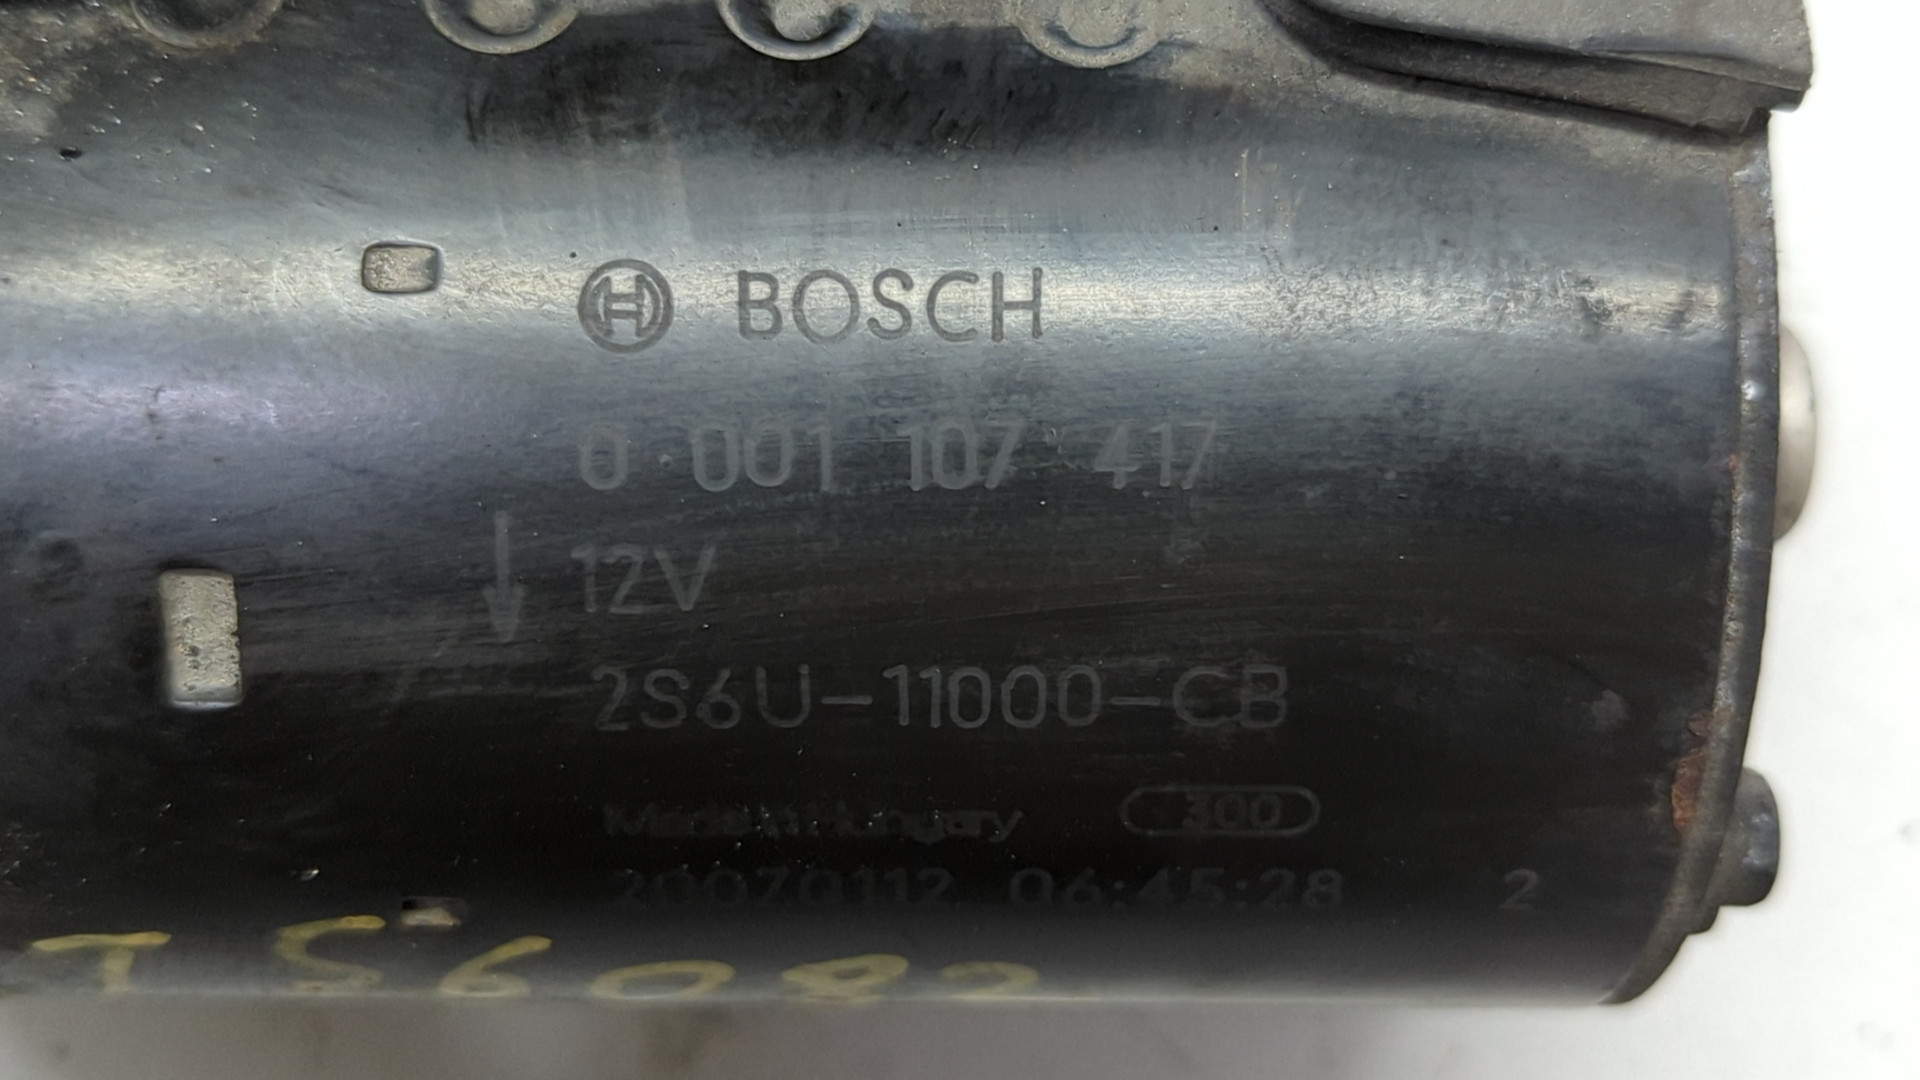 BOSCH
0 001 107 417
12V
2S6U-11000-CB
Made in Hungary 300
20070112 06:45:28 2